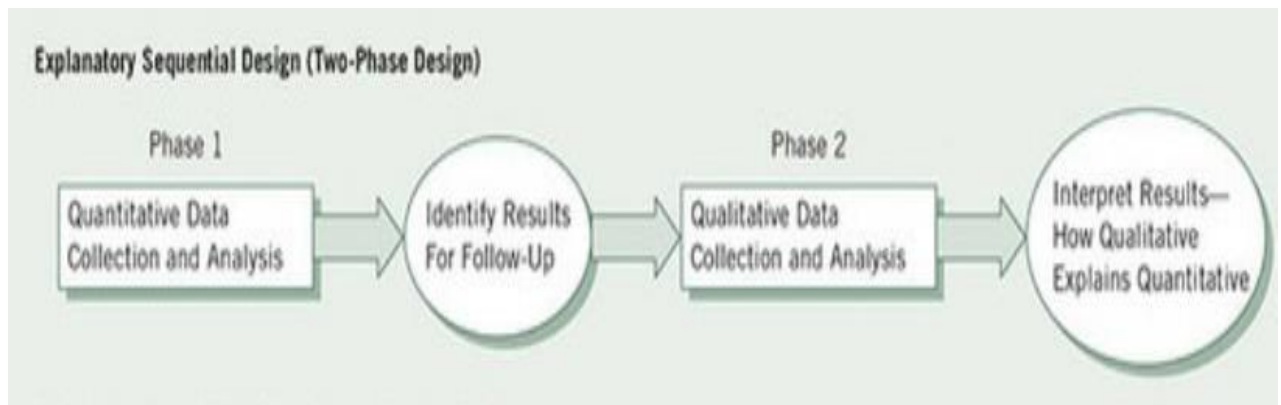 Explanatory Sequential Design (Two-Phase Design)
Phase 1
Quantitative Data
Collection and Analysis
Identify Results
For Follow-Up
Phase 2
Qualitative Data
Collection and Analysis
Interpret Results—
How Qualitative
Explains Quantitative